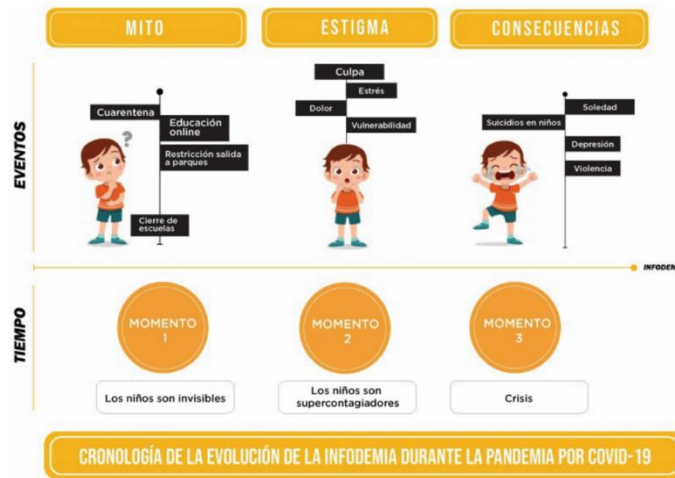 MITO
ESTIGMA
CONSECUENCIAS
EVENTOS
Cuarentena
Educación
online
Restricción salida
a parques
Cierre de
escuelas
?
Culpa
Estrés
Dolor
Vulnerabilidad
Soledad
Suicidios en niños
Depresión
Violencia
TIEMPO
MOMENTO
1
Los niños son invisibles
MOMENTO
2
Los niños son
supercontagiadores
MOMENTO
3
Crisis
CRONOLOGÍA DE LA EVOLUCIÓN DE LA INFODEMIA DURANTE LA PANDEMIA POR COVID-19